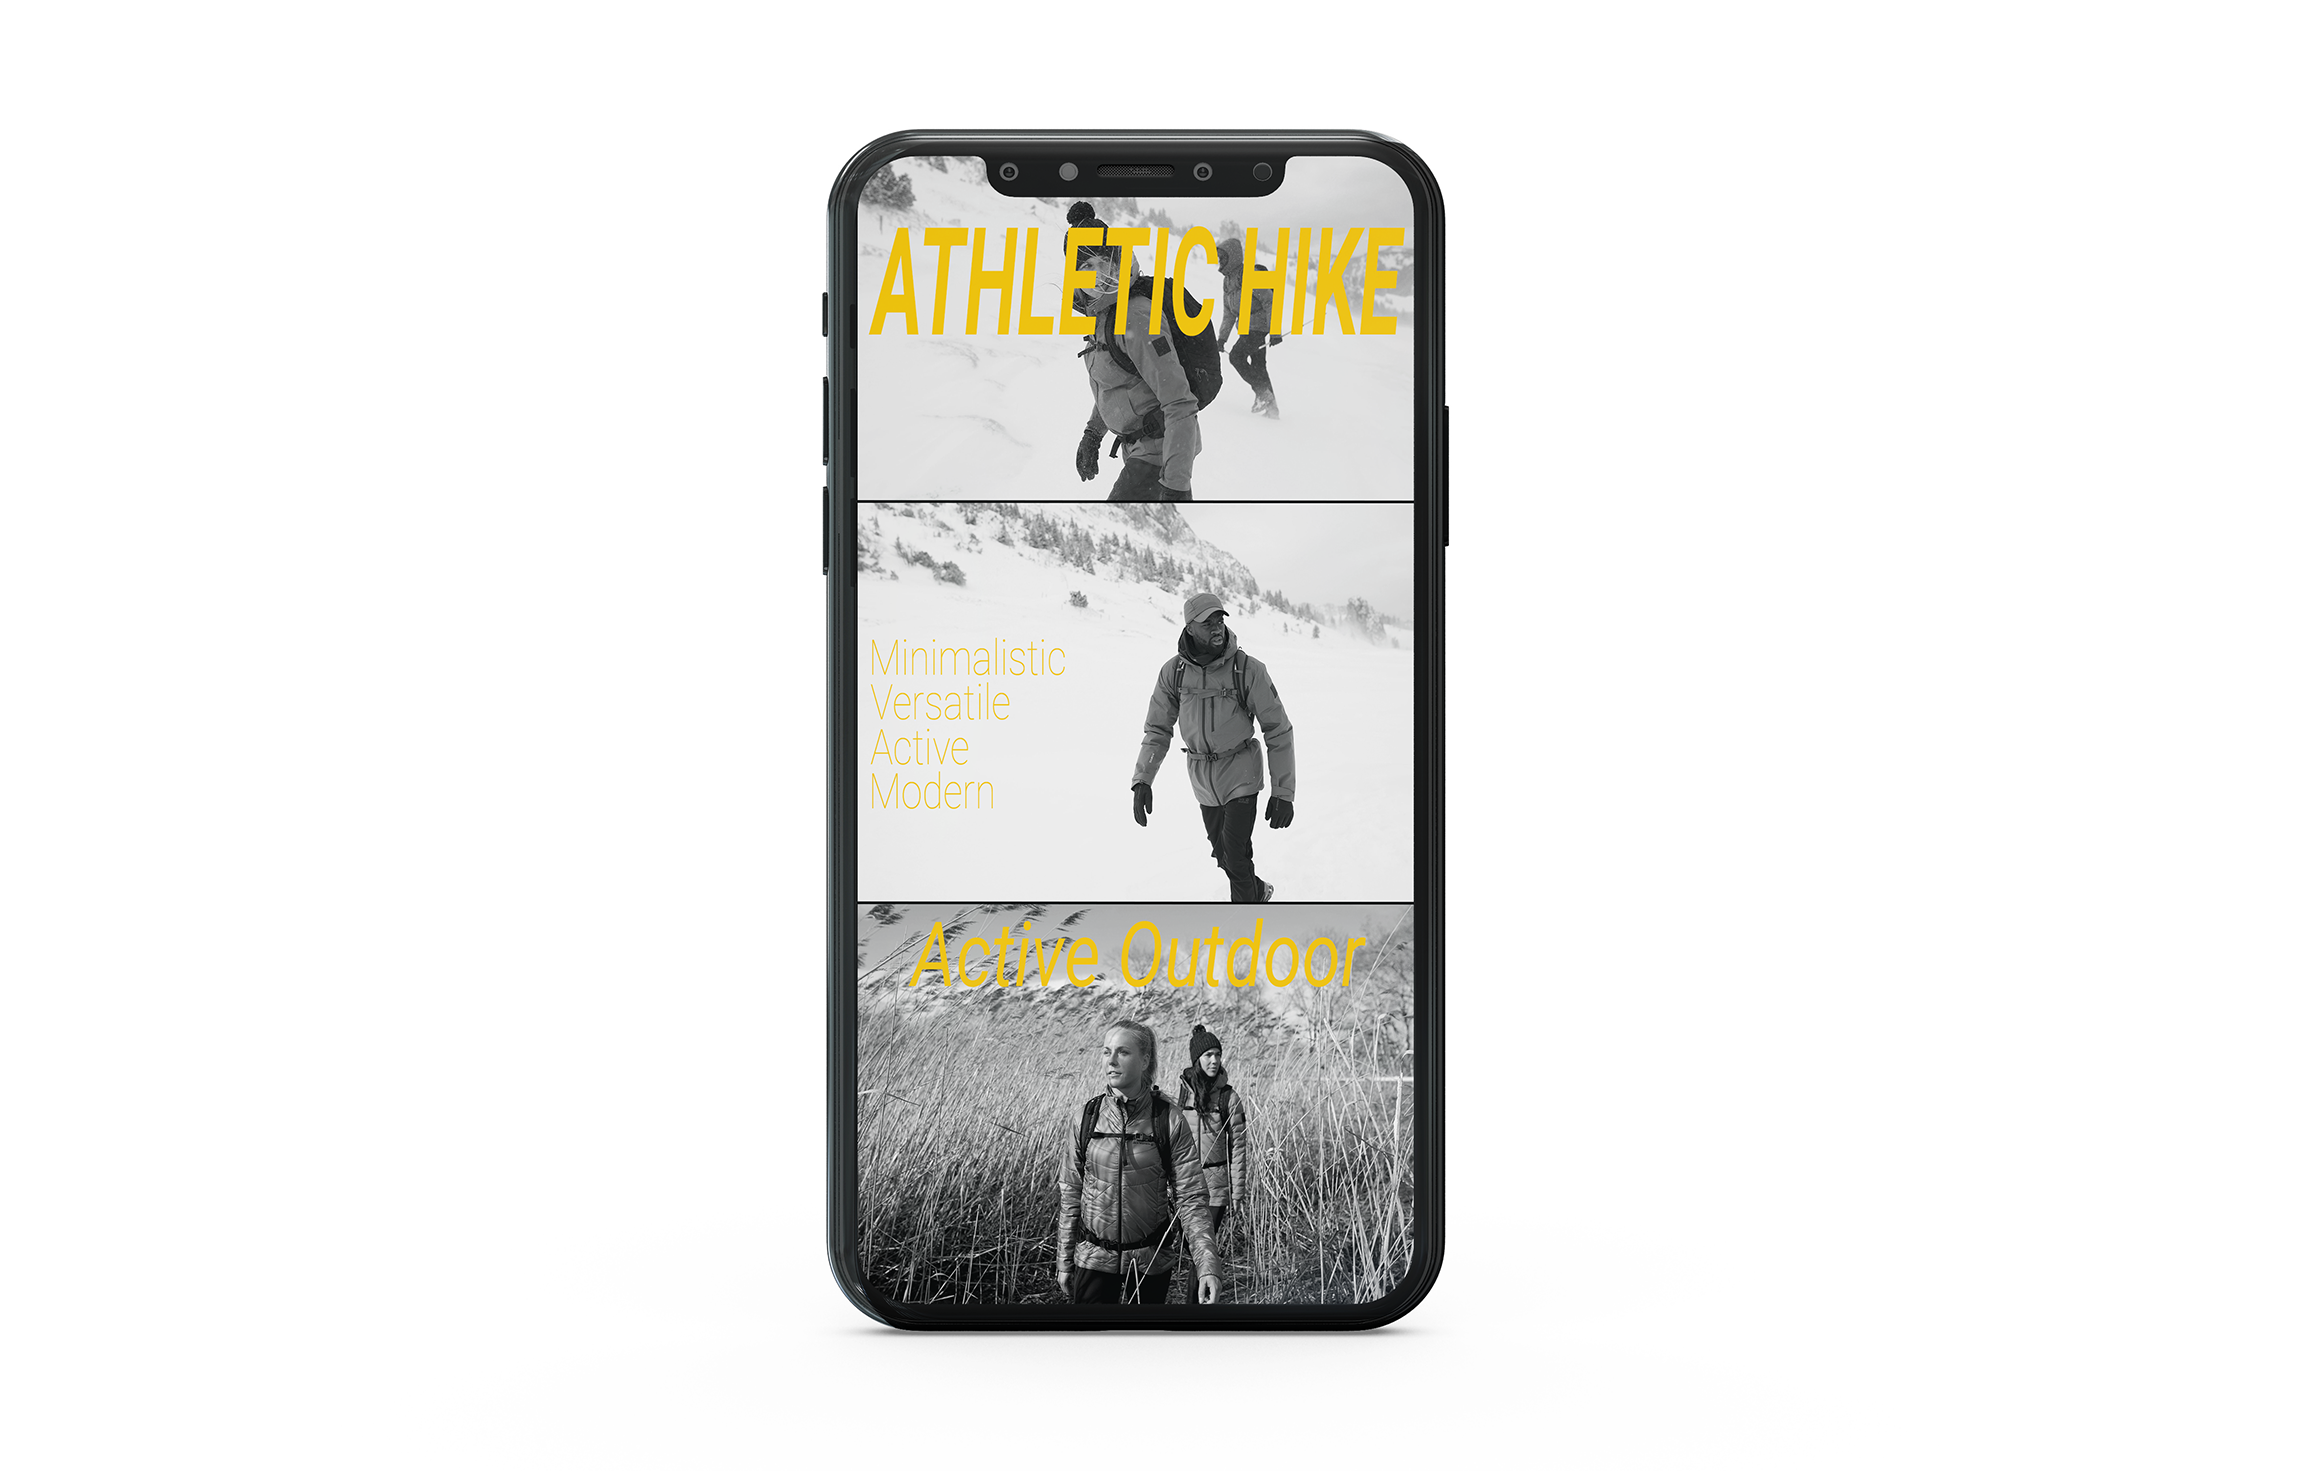 ATHLETIC HIKE
Minimalistic
Versatile
Active
Modern
Active Outdoor